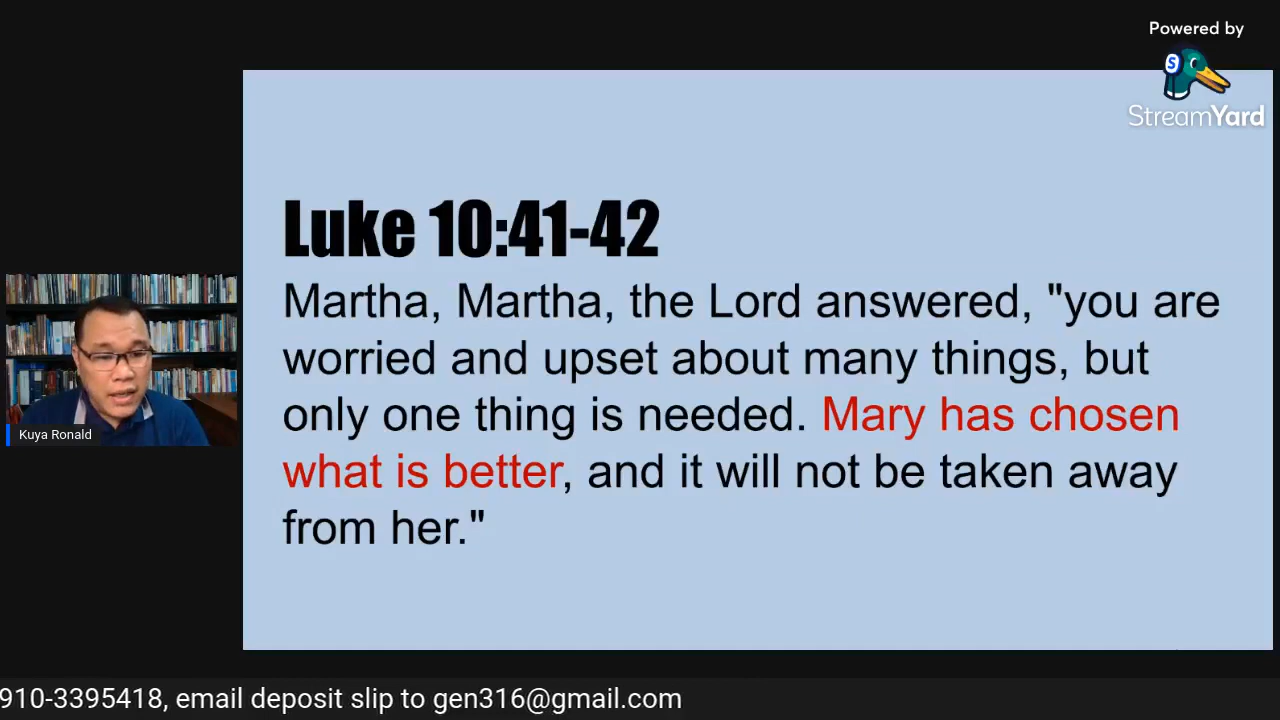 Powered by
StreamYard
Luke 10:41-42
Martha, Martha, the Lord answered, "you are
worried and upset about many things, but
only one thing is needed. Mary has chosen
what is better, and it will not be taken away
from her."
Kuya Ronald
910-3395418, email deposit slip to gen316@gmail.com